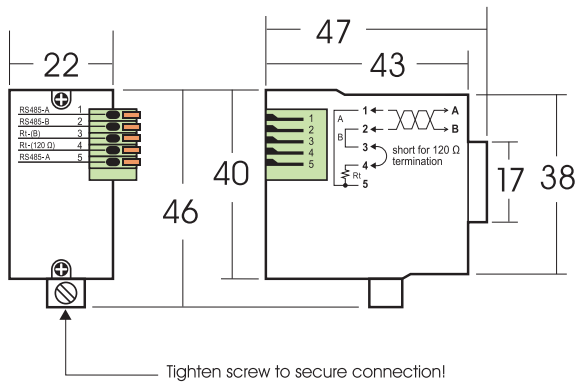 47
22
43
RS485-A 1
RS485-B 2
Rt-(B) 3
Rt-(120 Ω) 4
RS485-A 5
1
2
3
4
5
A 1 A
B 2 B
3 short for 120 Ω
4 termination
Rt
5
40
46
17
38
Tighten screw to secure connection!